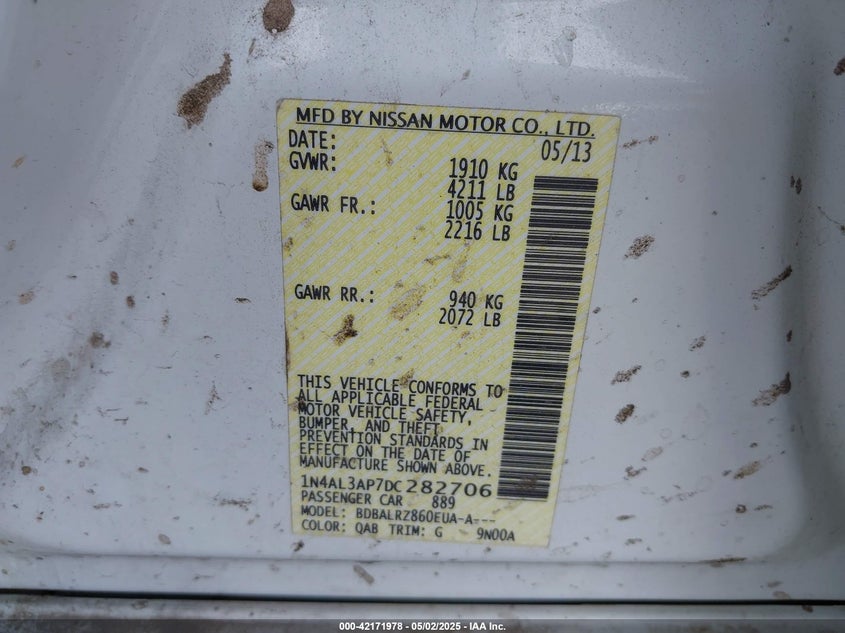 MFD BY NISSAN MOTOR CO., LTD.
DATE: 05/13
GVWR: 1910 KG
4211 LB
GAWR FR.: 1005 KG
2216 LB
GAWR RR.: 940 KG
2072 LB
THIS VEHICLE CONFORMS TO
ALL APPLICABLE FEDERAL
MOTOR VEHICLE SAFETY,
BUMPER, AND THEFT
PREVENTION STANDARDS IN
EFFECT ON THE DATE OF
MANUFACTURE SHOWN ABOVE.
1N4AL3AP7DC282706
PASSENGER CAR 889
MODEL: BDBALRZ860EUA-A---
COLOR: QAB TRIM: G 9N00A
000-42171978 - 05/02/2025 - IAA Inc.